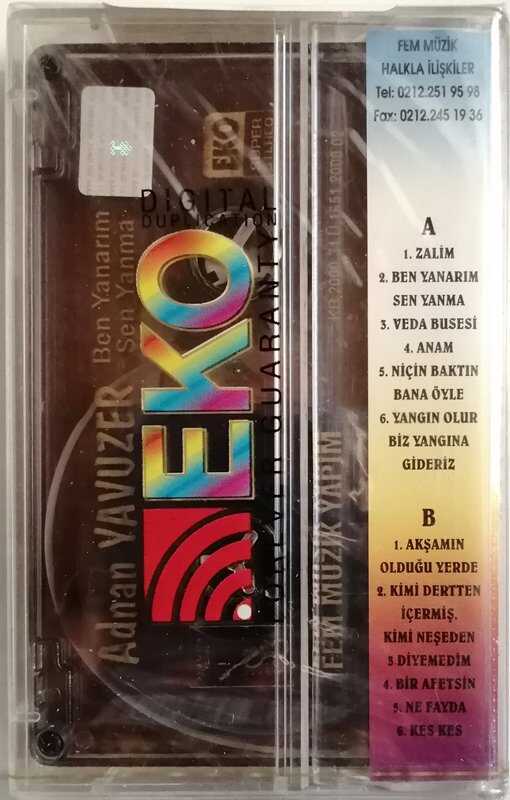 FEM MÜZİK
HALKLA İLİŞKİLER
Tel: 0212.251 95 98
Fax: 0212.245 19 36
A
1. ZALİM
2. BEN YANARIM
SEN YANMA
3. VEDA BUSESİ
4. ANAM
5. NİÇİN BAKTIN
BANA ÖYLE
6. YANGIN OLUR
BİZ YANGINA
GİDERİZ
B
1. AKŞAMIN
OLDUĞU YERDE
2. KİMİ DERTTEN
İÇERMİŞ,
KİMİ NEŞEDEN
3 DİYEMEDİM
4. BİR AFETSİN
5. NE FAYDA
6. KES KES
DIGITAL
DUPLICATION
EKO
FOREVER GUARANTY
EKO
SUPER
Adnan YAVUZER
Ben Yanarım
Sen Yanma
FEM MÜZİK YAPIM